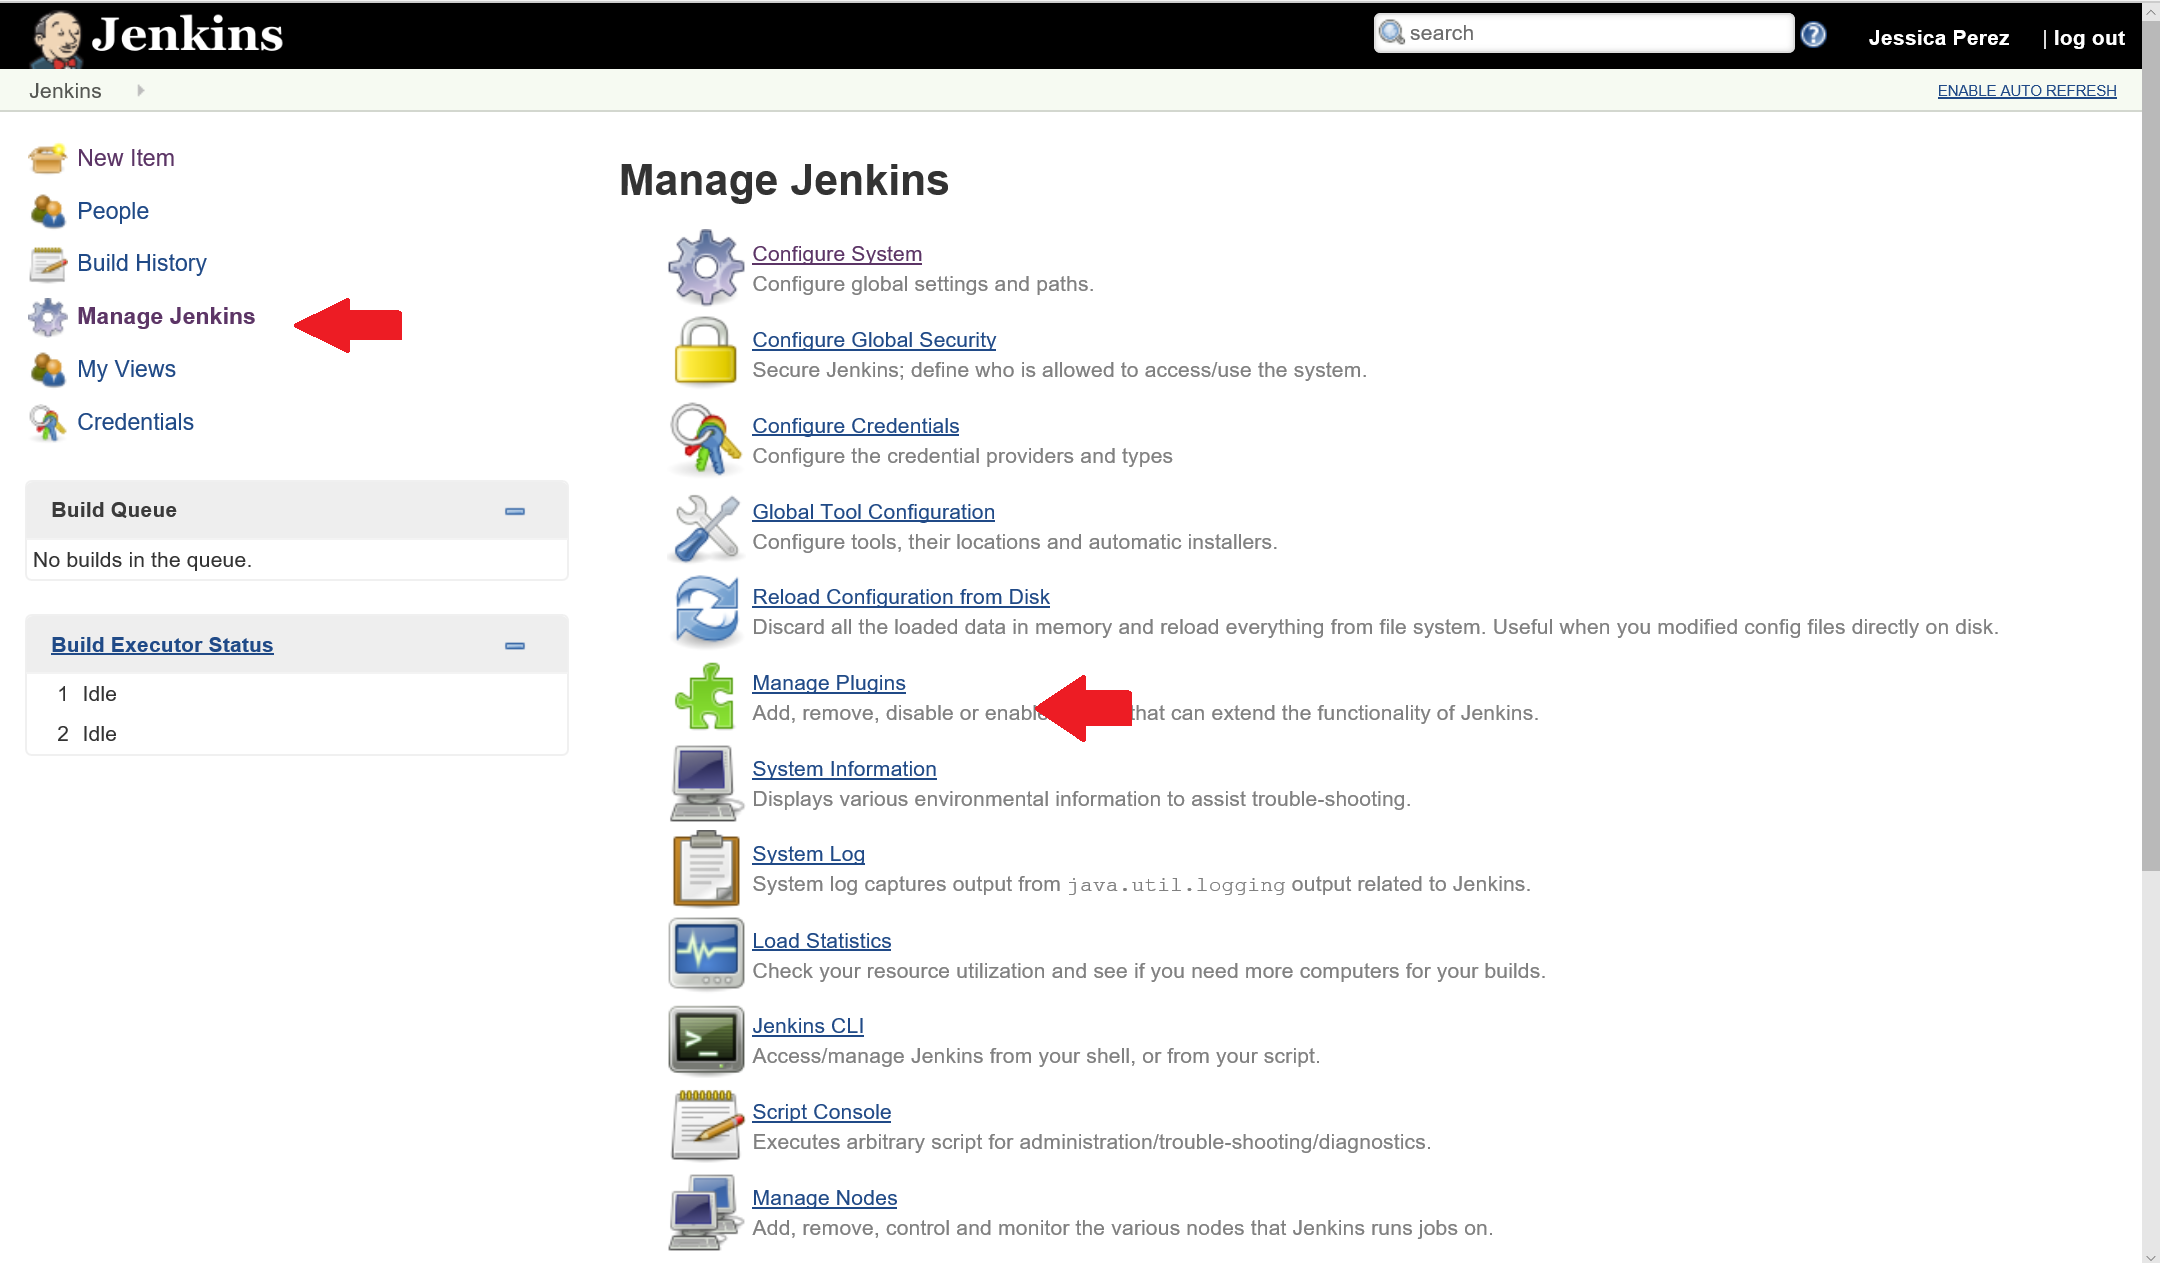 Jenkins
search
Jessica Perez
| log out
Jenkins
ENABLE AUTO REFRESH
New Item
People
Build History
Manage Jenkins
My Views
Credentials
Build Queue
No builds in the queue.
Build Executor Status
1 Idle
2 Idle
Manage Jenkins
Configure System
Configure global settings and paths.
Configure Global Security
Secure Jenkins; define who is allowed to access/use the system.
Configure Credentials
Configure the credential providers and types
Global Tool Configuration
Configure tools, their locations and automatic installers.
Reload Configuration from Disk
Discard all the loaded data in memory and reload everything from file system. Useful when you modified config files directly on disk.
Manage Plugins
Add, remove, disable or enable that can extend the functionality of Jenkins.
System Information
Displays various environmental information to assist trouble-shooting.
System Log
System log captures output from java.util.logging output related to Jenkins.
Load Statistics
Check your resource utilization and see if you need more computers for your builds.
Jenkins CLI
Access/manage Jenkins from your shell, or from your script.
Script Console
Executes arbitrary script for administration/trouble-shooting/diagnostics.
Manage Nodes
Add, remove, control and monitor the various nodes that Jenkins runs jobs on.